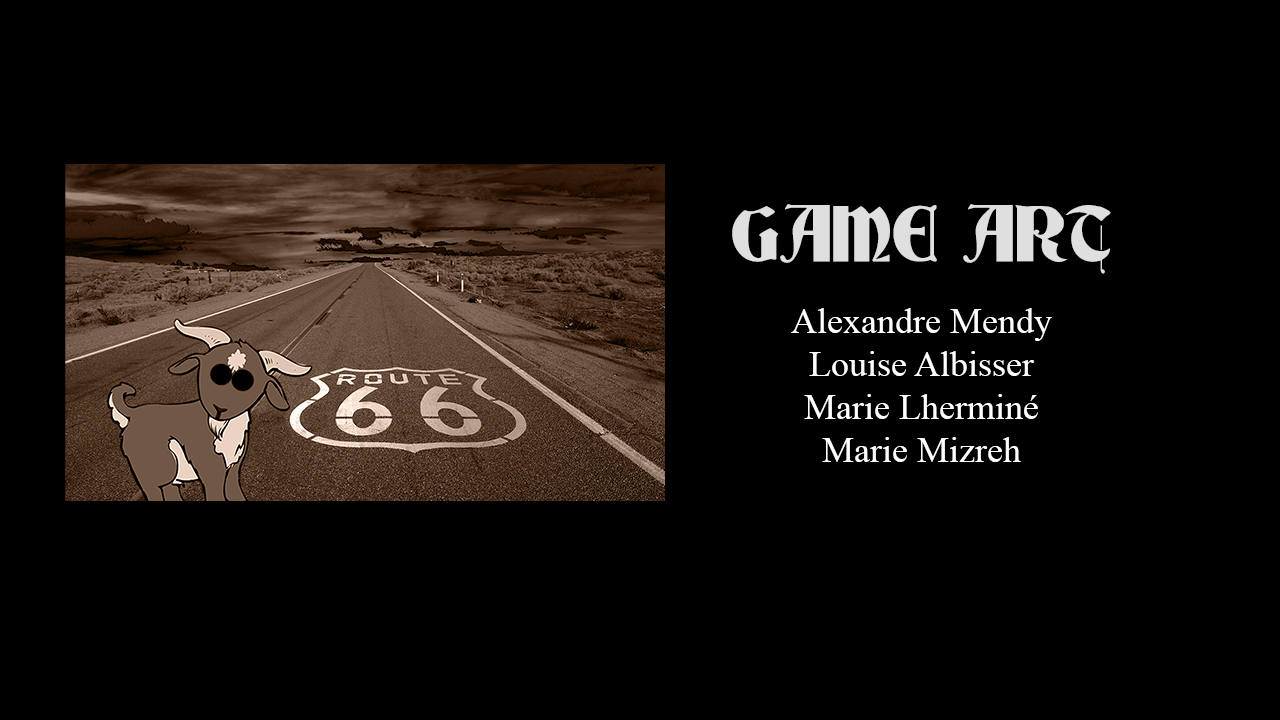 ROUTE
66
GAME ART
Alexandre Mendy
Louise Albisser
Marie Lherminé
Marie Mizreh